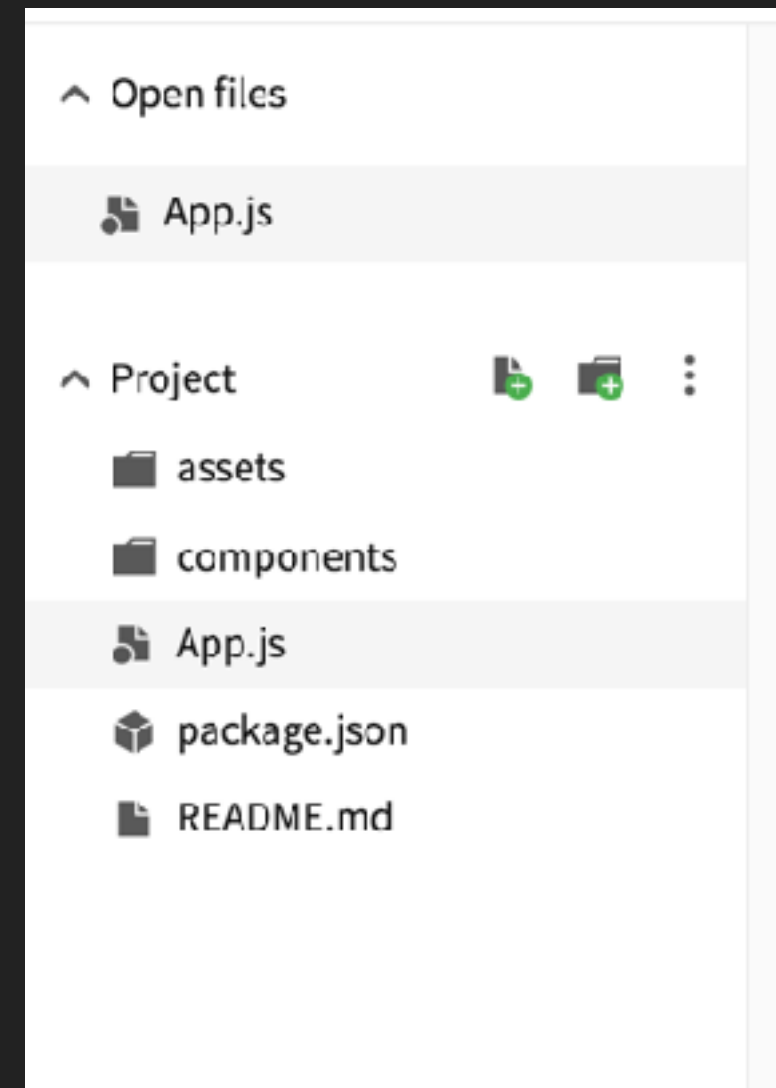 Open files
App.js
Project
assets
components
App.js
package.json
README.md